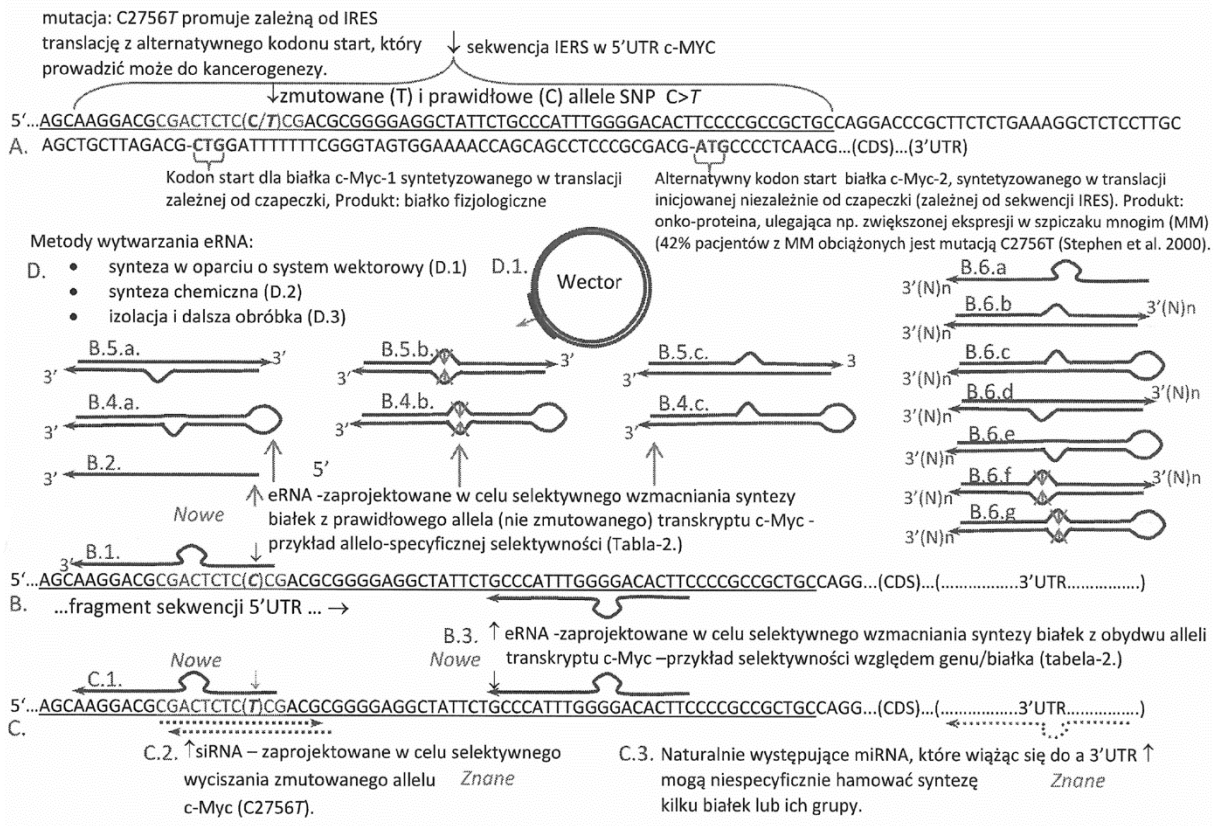 mutacja: C2756T promuje zależną od IRES
translację z alternatywnego kodonu start, który
prowadzić może do kancerogenezy.
↓ sekwencja IERS w 5'UTR c-MYC
↓zmutowane (T) i prawidłowe (C) allele SNP C>T
5'...AGCAAGGACGCGACTCTC(C/T)CGACGCGGGGAGGCTATTCTGCCCATTTGGGGACACTTCCCCGCCGCTGCCAGGACCCGCTTCTCTGAAAGGCTCTCCTTGC
A. AGCTGCTTAGACG-CTGGATTTTTTTCGGGTAGTGGAAAACCAGCAGCCTCCCGCGACG-ATGCCCCTCAACG...(CDS)...(3'UTR)
Kodon start dla białka c-Myc-1 syntetyzowanego w translacji
zależnej od czapeczki, Produkt: białko fizjologiczne
Alternatywny kodon start białka c-Myc-2, syntetyzowanego w translacji
inicjowanej niezależnie od czapeczki (zależnej od sekwencji IRES). Produkt:
onko-proteina, ulegająca np. zwiększonej ekspresji w szpiczaku mnogim (MM)
(42% pacjentów z MM obciążonych jest mutacją C2756T (Stephen et al. 2000).
Metody wytwarzania eRNA:
D. • synteza w oparciu o system wektorowy (D.1)
• synteza chemiczna (D.2)
• izolacja i dalsza obróbka (D.3)
D.1.
Wector
B.6.a
3'(N)n
B.6.b 3'(N)n
3'(N)n
B.6.c
3'(N)n
B.6.d 3'(N)n
3'(N)n
B.6.e
3'(N)n
B.6.f 3'(N)n
3'(N)n
B.6.g
3'(N)n
B.5.a. 3'
3'
B.5.b. 3'
3'
B.5.c. 3
3'
B.4.a.
3'
B.4.b.
3'
B.4.c.
3'
B.2.
3' 5'
Nowe
↑ eRNA -zaprojektowane w celu selektywnego wzmacniania syntezy
białek z prawidłowego allela (nie zmutowanego) transkryptu c-Myc -
przykład allelo-specyficznej selektywności (Tabla-2.)
B.1.
3'
5'...AGCAAGGACGCGACTCTC(C)CGACGCGGGGAGGCTATTCTGCCCATTTGGGGACACTTCCCCGCCGCTGCCAGG...(CDS)...(................3'UTR..............)
B. ...fragment sekwencji 5'UTR ... →
B.3. ↑ eRNA -zaprojektowane w celu selektywnego wzmacniania syntezy białek z obydwu alleli
Nowe transkryptu c-Myc –przykład selektywności względem genu/białka (tabela-2.)
Nowe
C.1.
5'...AGCAAGGACGCGACTCTC(T)CGACGCGGGGAGGCTATTCTGCCCATTTGGGGACACTTCCCCGCCGCTGCCAGG...(CDS)...(................3'UTR..............)
C.
C.2. ↑siRNA – zaprojektowane w celu selektywnego
wyciszania zmutowanego allelu Znane
c-Myc (C2756T).
C.3. Naturalnie występujące miRNA, które wiążąc się do a 3'UTR ↑
mogą niespecyficznie hamować syntezę Znane
kilku białek lub ich grupy.